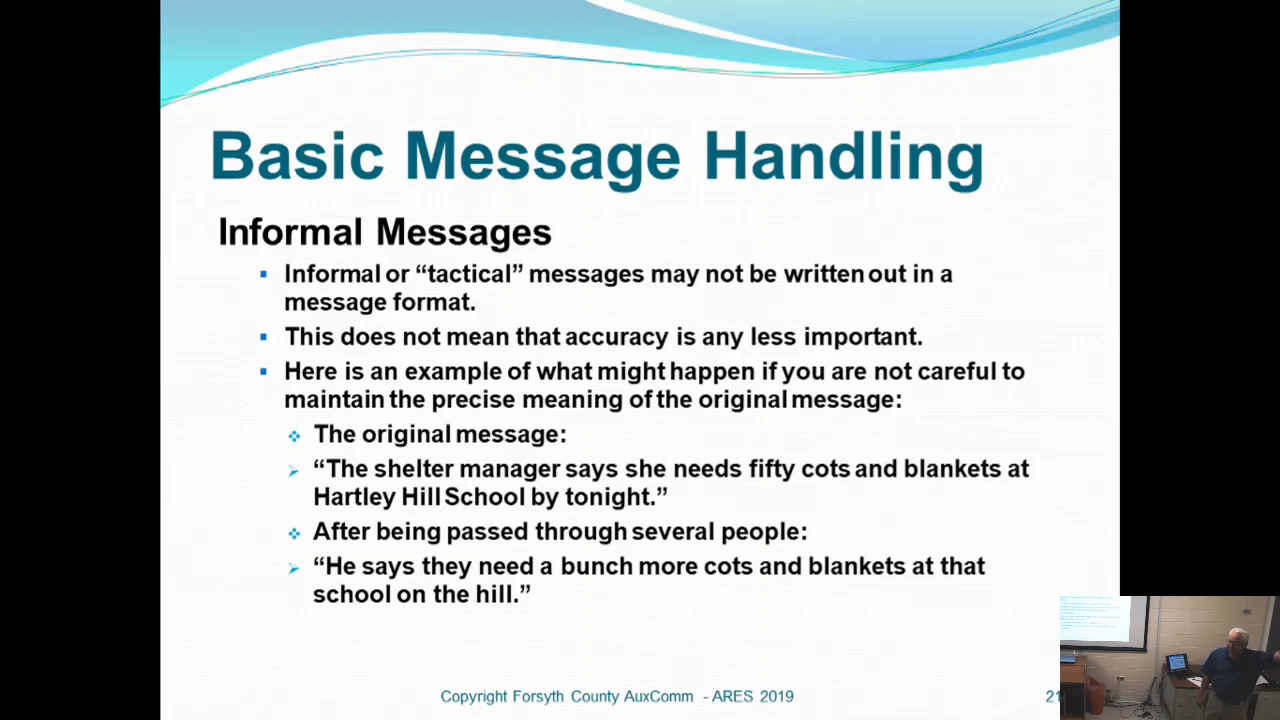 Basic Message Handling
Informal Messages
Informal or “tactical” messages may not be written out in a
message format.
This does not mean that accuracy is any less important.
Here is an example of what might happen if you are not careful to
maintain the precise meaning of the original message:
The original message:
“The shelter manager says she needs fifty cots and blankets at
Hartley Hill School by tonight.”
After being passed through several people:
“He says they need a bunch more cots and blankets at that
school on the hill.”
Copyright Forsyth County AuxComm - ARES 2019
21